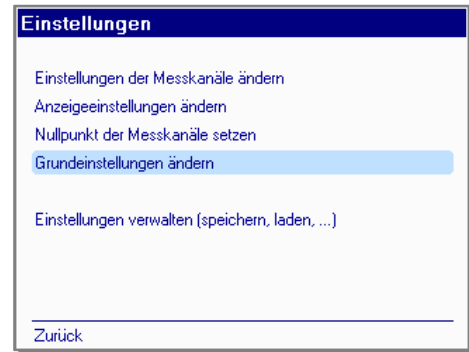 Einstellungen
Einstellungen der Messkanäle ändern
Anzeigeeinstellungen ändern
Nullpunkt der Messkanäle setzen
Grundeinstellungen ändern
Einstellungen verwalten (speichern, laden, ...)
Zurück